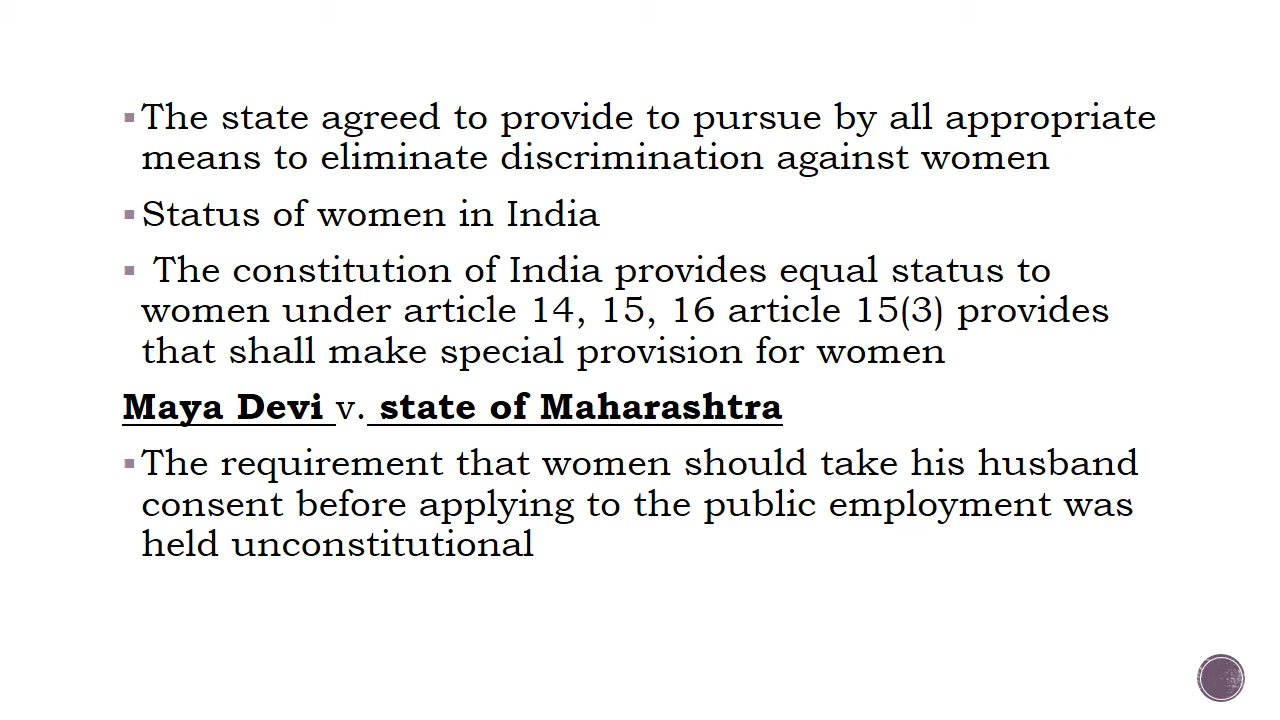 ▪The state agreed to provide to pursue by all appropriate
means to eliminate discrimination against women
▪Status of women in India
▪ The constitution of India provides equal status to
women under article 14, 15, 16 article 15(3) provides
that shall make special provision for women
Maya Devi v. state of Maharashtra
▪The requirement that women should take his husband
consent before applying to the public employment was
held unconstitutional